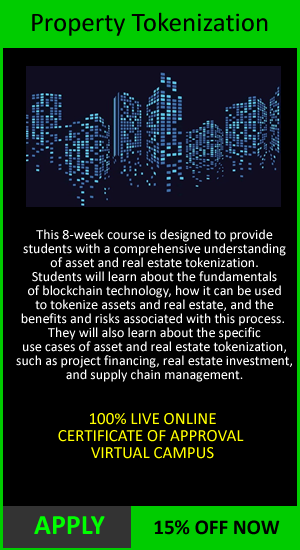 Property Tokenization
This 8-week course is designed to provide
students with a comprehensive understanding
of asset and real estate tokenization.
Students will learn about the fundamentals
of blockchain technology, how it can be used
to tokenize assets and real estate, and the
benefits and risks associated with this process.
They will also learn about the specific
use cases of asset and real estate tokenization,
such as project financing, real estate investment,
and supply chain management.
100% LIVE ONLINE
CERTIFICATE OF APPROVAL
VIRTUAL CAMPUS
APPLY
15% OFF NOW